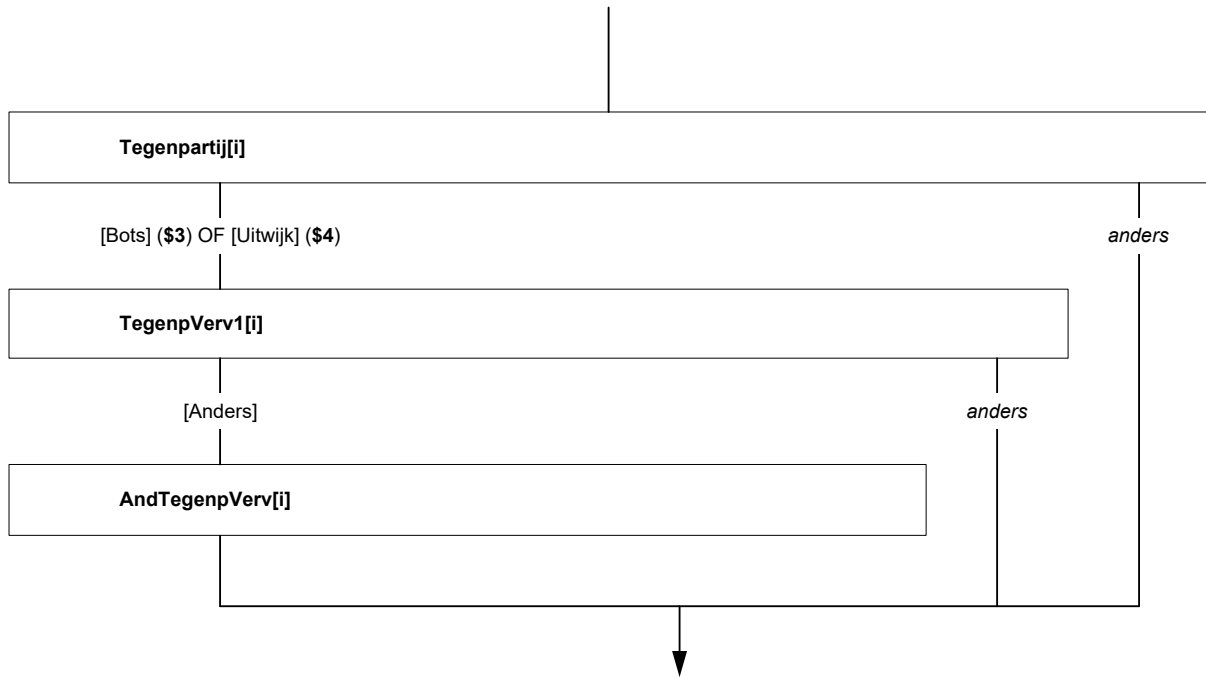 Tegenpartij[i]
[Bots] ($3) OF [Uitwijk] ($4)
anders
TegenpVerv1[i]
[Anders]
anders
AndTegenpVerv[i]